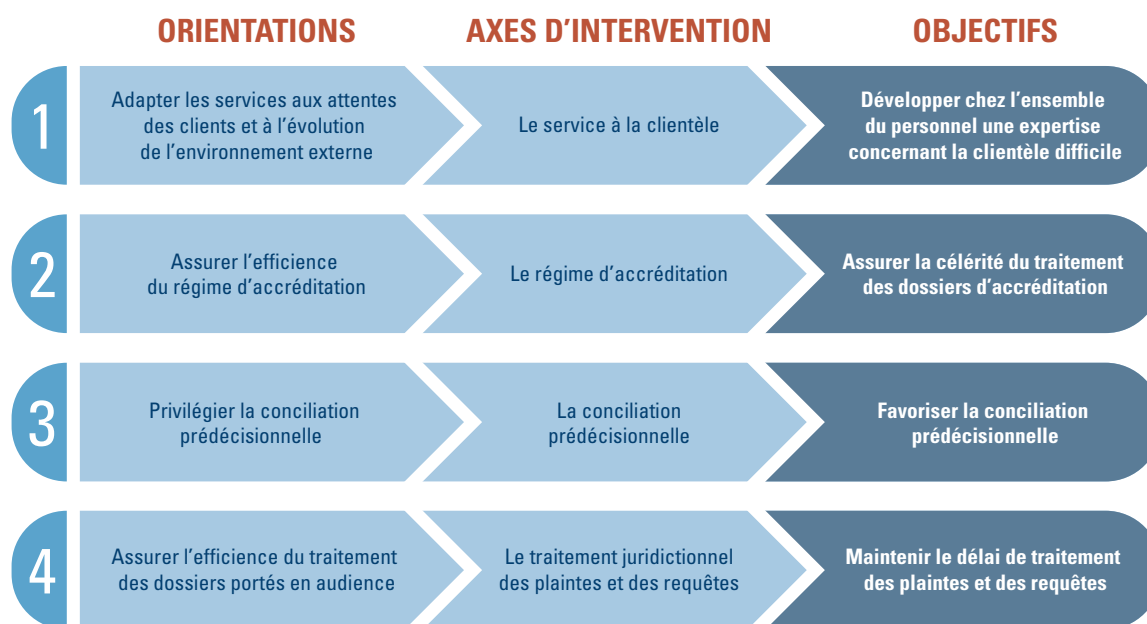 ORIENTATIONS
AXES D'INTERVENTION
OBJECTIFS
1
Adapter les services aux attentes
des clients et à l'évolution
de l'environnement externe
Le service à la clientèle
Développer chez l'ensemble
du personnel une expertise
concernant la clientèle difficile
2
Assurer l'efficience
du régime d'accréditation
Le régime d'accréditation
Assurer la célérité du traitement
des dossiers d'accréditation
3
Privilégier la conciliation
prédécisionnelle
La conciliation
prédécisionnelle
Favoriser la conciliation
prédécisionnelle
4
Assurer l'efficience du traitement
des dossiers portés en audience
Le traitement juridictionnel
des plaintes et des requêtes
Maintenir le délai de traitement
des plaintes et des requêtes